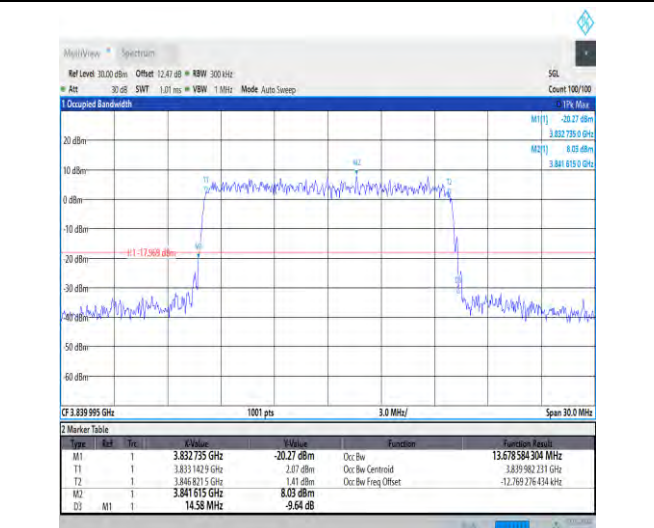 MultiView Spectrum
Ref Level 30.00 dBm Offset 12.47 dB RBW 300 kHz SGL
Att 30 dB SWT 1.01 ms VBW 1 MHz Mode Auto Sweep Count 100/100
1 Occupied Bandwidth 1Pk Max
M1[1] -20.27 dBm
3.832 735 0 GHz
M2[1] 8.03 dBm
3.841 615 0 GHz
20 dBm
M2
10 dBm
T1 T2
0 dBm
-10 dBm
H1 -17.969 dBm M1
-20 dBm
-30 dBm D3
-40 dBm
-50 dBm
-60 dBm
CF 3.839 995 GHz 1001 pts 3.0 MHz/ Span 30.0 MHz
2 Marker Table
Type Ref Trc X-Value Y-Value Function Function Result
M1 1 3.832 735 GHz -20.27 dBm Occ Bw 13.678 584 304 MHz
T1 1 3.833 142 9 GHz 2.07 dBm Occ Bw Centroid 3.839 982 231 GHz
T2 1 3.846 821 5 GHz 1.41 dBm Occ Bw Freq Offset -12.769 276 434 kHz
M2 1 3.841 615 GHz 8.03 dBm
D3 M1 1 14.58 MHz -9.64 dB